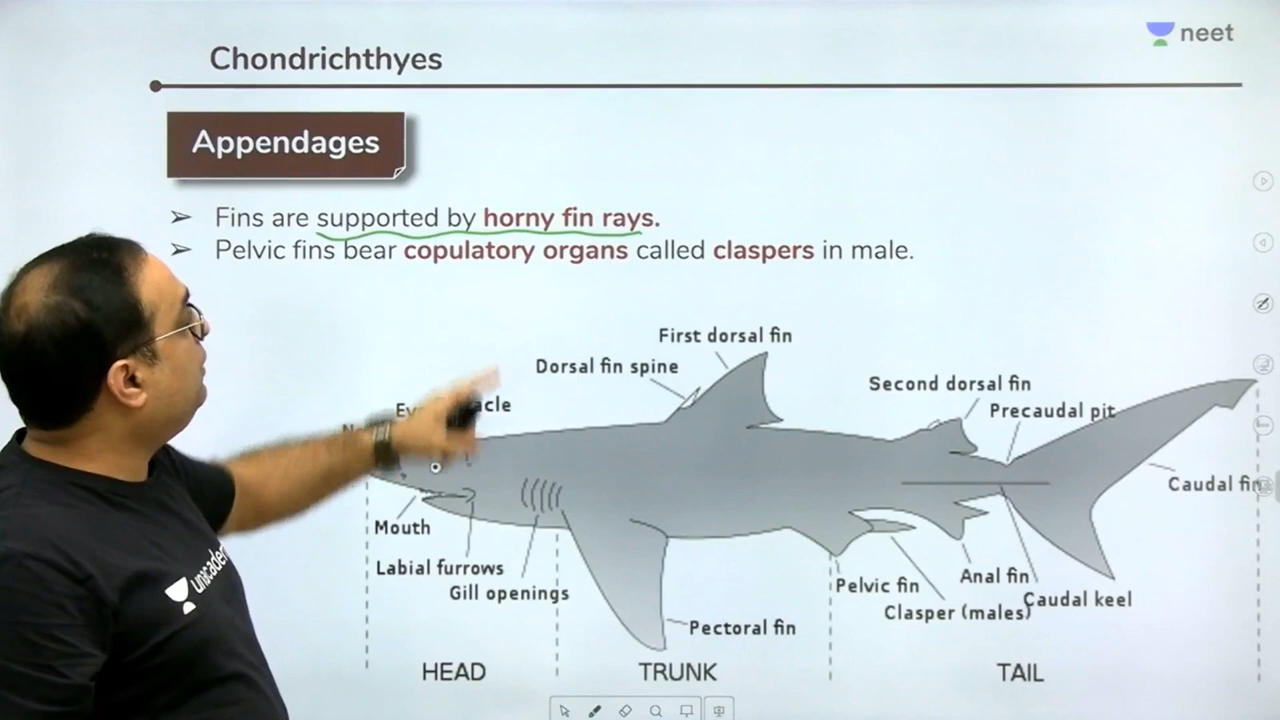 neet
Chondrichthyes
Appendages
➢ Fins are supported by horny fin rays.
➢ Pelvic fins bear copulatory organs called claspers in male.
First dorsal fin
Dorsal fin spine
Second dorsal fin
Precaudal pit
Caudal fin
Mouth
Labial furrows
Gill openings
Pelvic fin
Anal fin
Clasper (males)
Caudal keel
Pectoral fin
HEAD
TRUNK
TAIL